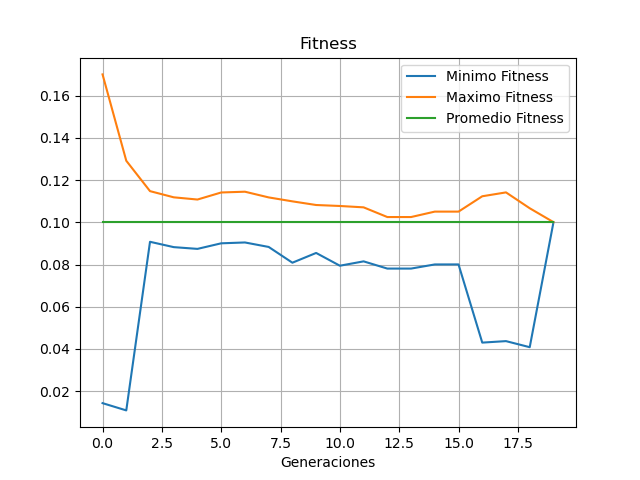 Fitness
Minimo Fitness
Maximo Fitness
Promedio Fitness
0.16
0.14
0.12
0.10
0.08
0.06
0.04
0.02
0.0 2.5 5.0 7.5 10.0 12.5 15.0 17.5
Generaciones